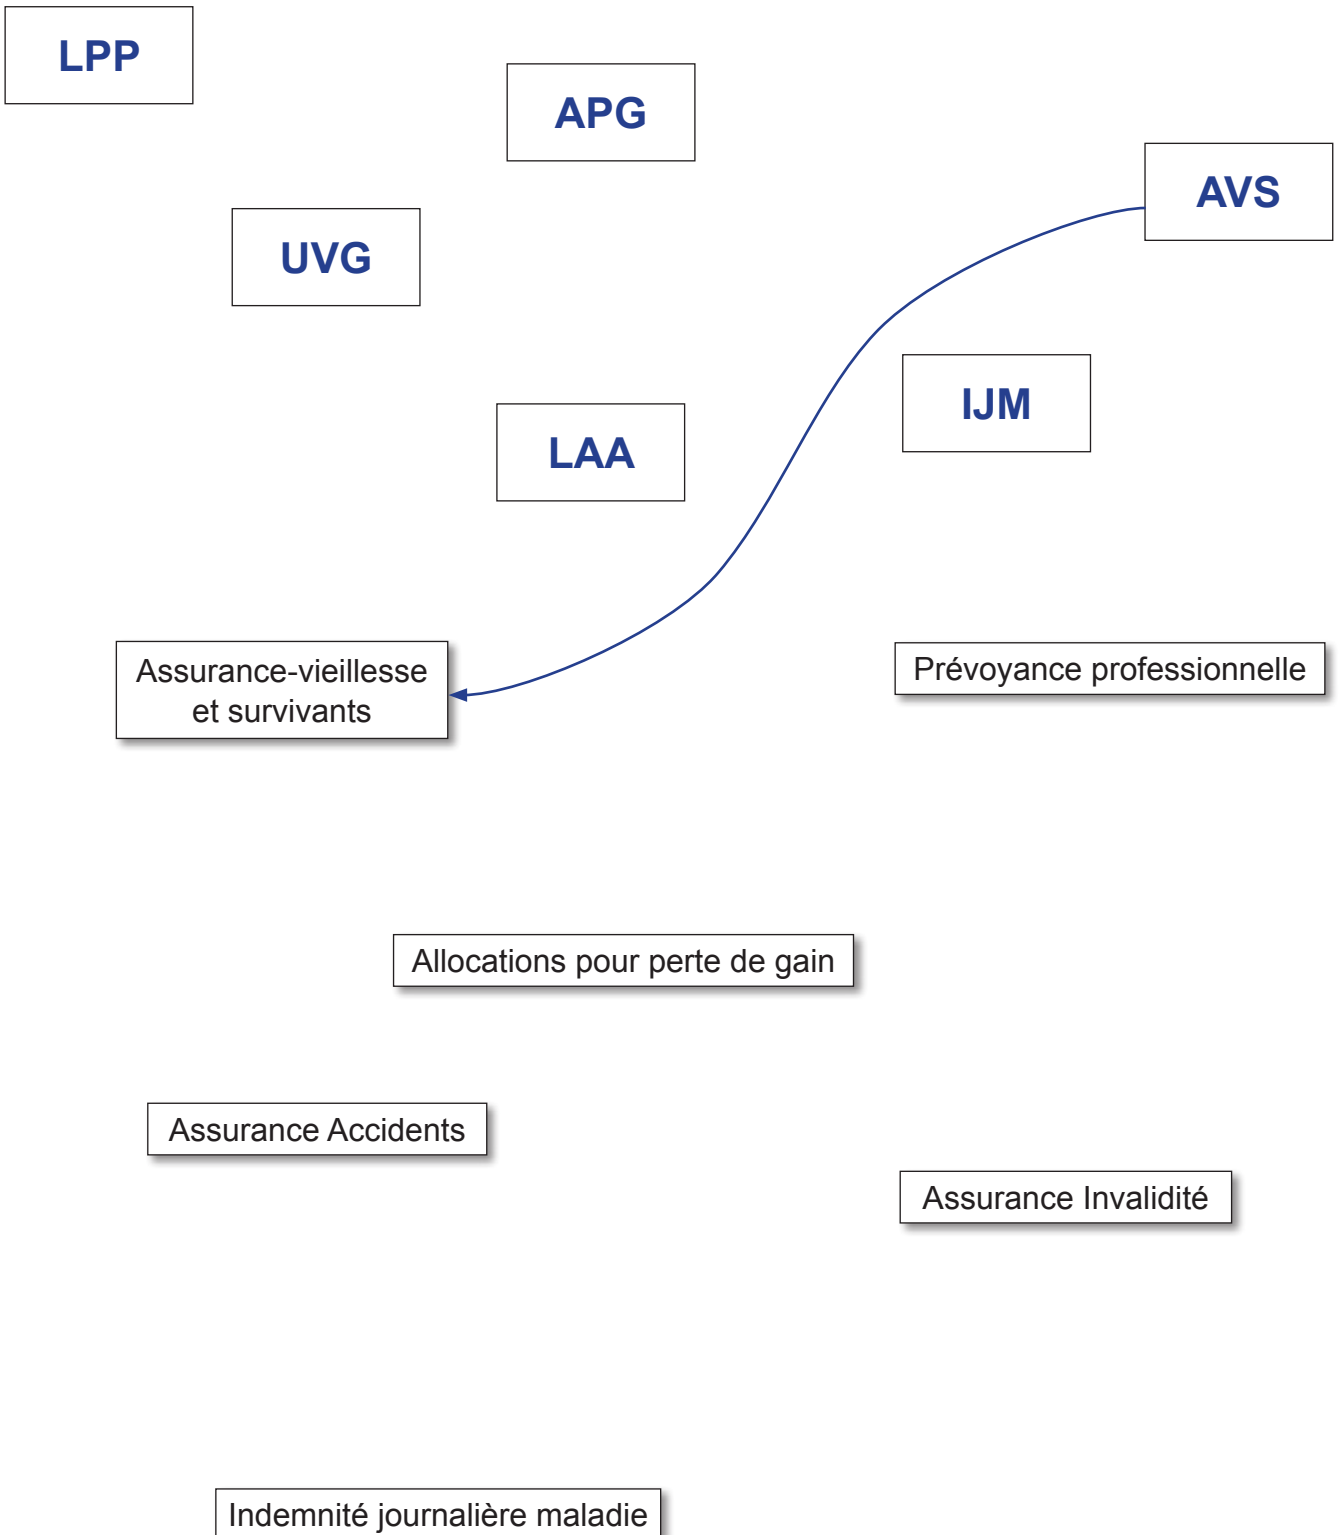 LPP
APG
AVS
UVG
IJM
LAA
Assurance-vieillesse
et survivants
Prévoyance professionnelle
Allocations pour perte de gain
Assurance Accidents
Assurance Invalidité
Indemnité journalière maladie